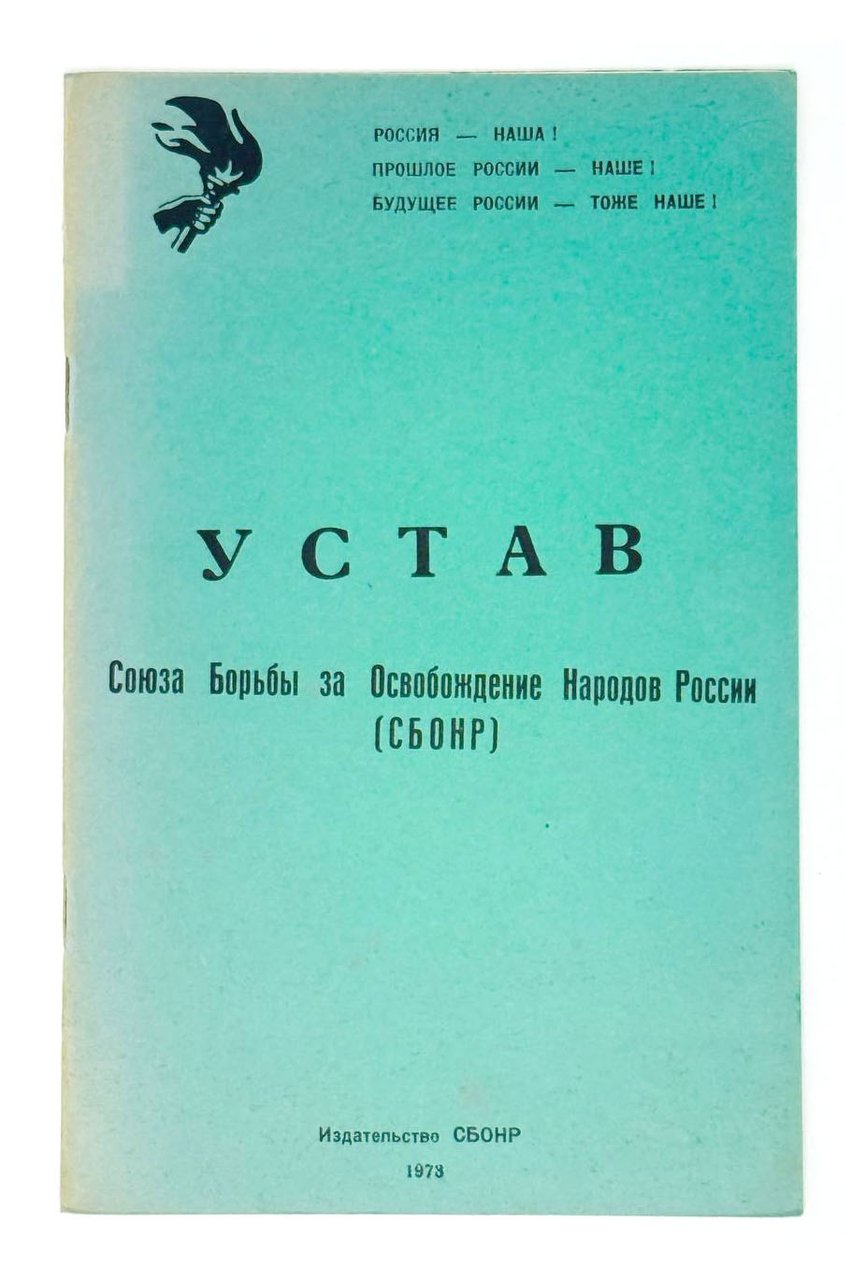 РОССИЯ — НАША !
ПРОШЛОЕ РОССИИ — НАШЕ !
БУДУЩЕЕ РОССИИ — ТОЖЕ НАШЕ !
УСТАВ
Союза Борьбы за Освобождение Народов России
(СБОНР)
Издательство СБОНР
1973